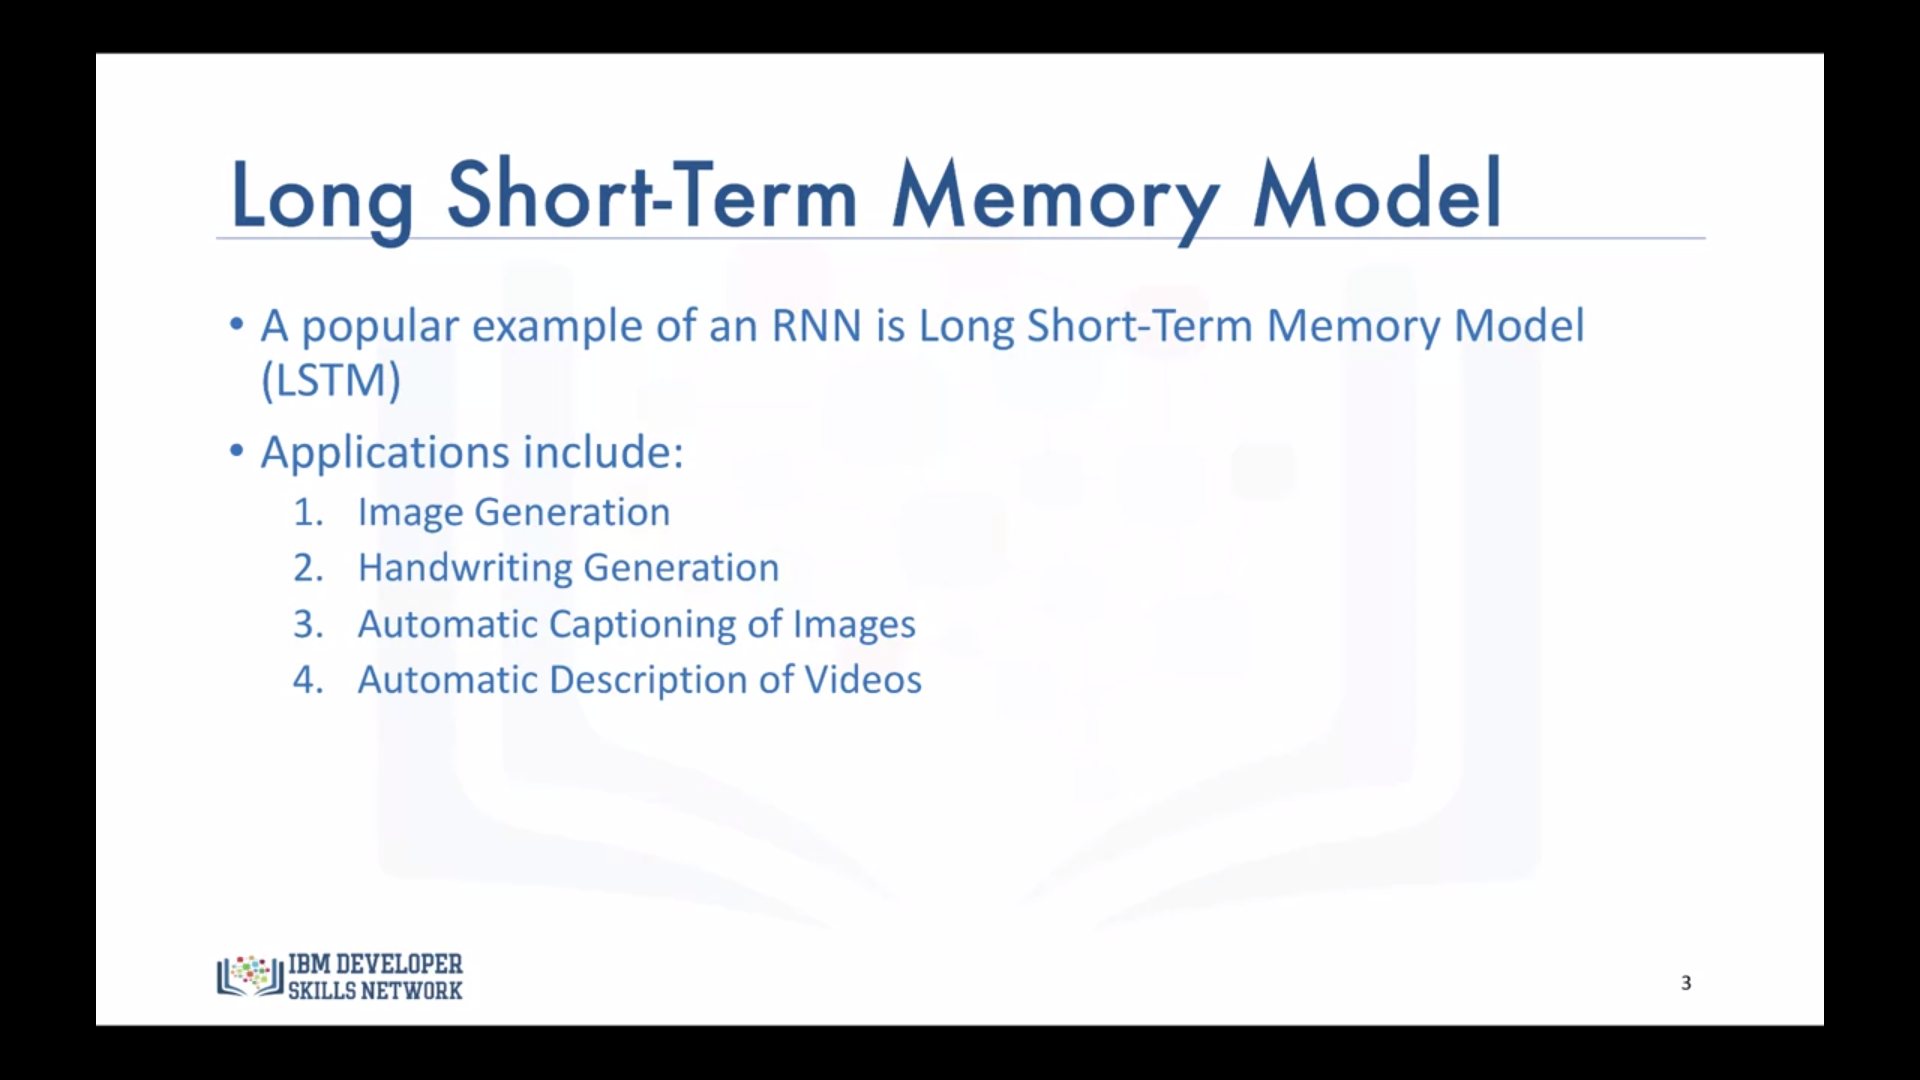 Long Short-Term Memory Model
• A popular example of an RNN is Long Short-Term Memory Model
(LSTM)
• Applications include:
1. Image Generation
2. Handwriting Generation
3. Automatic Captioning of Images
4. Automatic Description of Videos
IBM DEVELOPER
SKILLS NETWORK
3